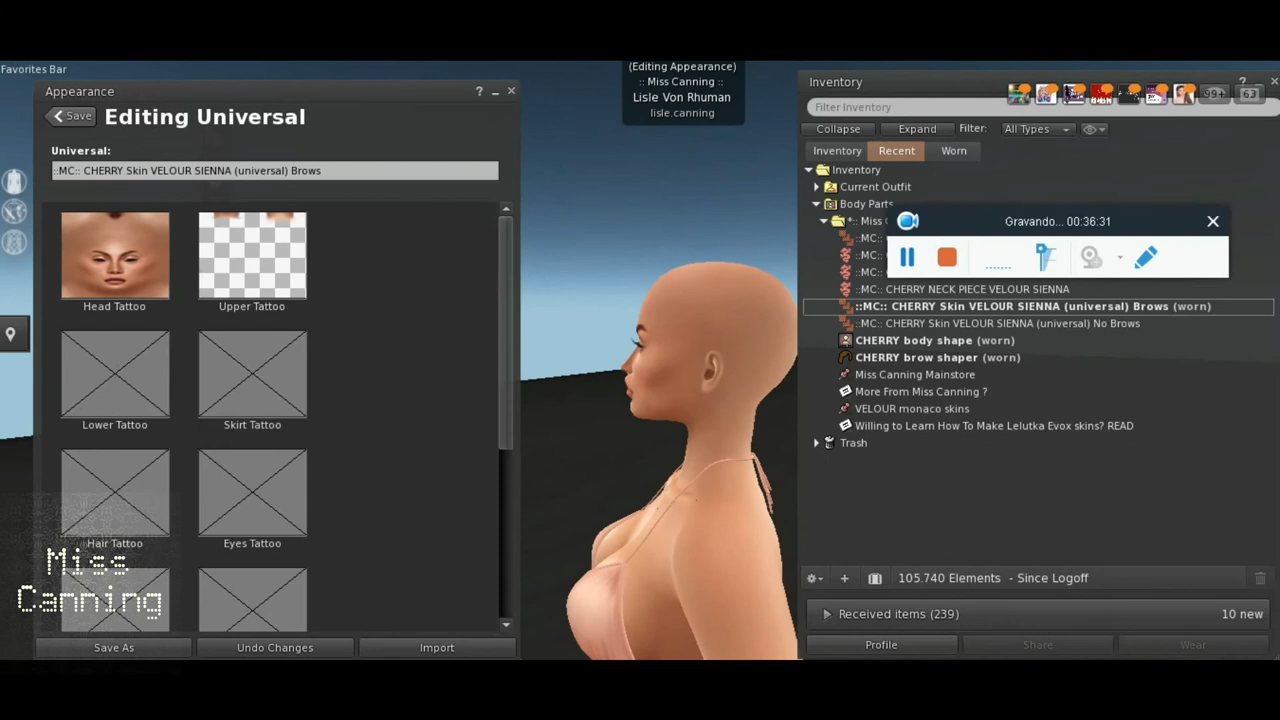 Favorites Bar
Appearance
?
Save
Editing Universal
Universal:
::MC:: CHERRY Skin VELOUR SIENNA (universal) Brows
Head Tattoo
Upper Tattoo
Lower Tattoo
Skirt Tattoo
Hair Tattoo
Eyes Tattoo
Miss
Canning
Save As
Undo Changes
Import
(Editing Appearance)
:: Miss Canning ::
Lisle Von Rhuman
lisle.canning
Inventory
?
99+
63
Filter Inventory
Collapse
Expand
Filter:
All Types
Inventory
Recent
Worn
Inventory
Current Outfit
Body Parts
*:: Miss
::MC::
::MC::
::MC::
Gravando... 00:36:31
::MC:: CHERRY NECK PIECE VELOUR SIENNA
::MC:: CHERRY Skin VELOUR SIENNA (universal) Brows (worn)
::MC:: CHERRY Skin VELOUR SIENNA (universal) No Brows
CHERRY body shape (worn)
CHERRY brow shaper (worn)
Miss Canning Mainstore
More From Miss Canning ?
VELOUR monaco skins
Willing to Learn How To Make Lelutka Evox skins? READ
Trash
105.740 Elements - Since Logoff
Received items (239)
10 new
Profile
Share
Wear